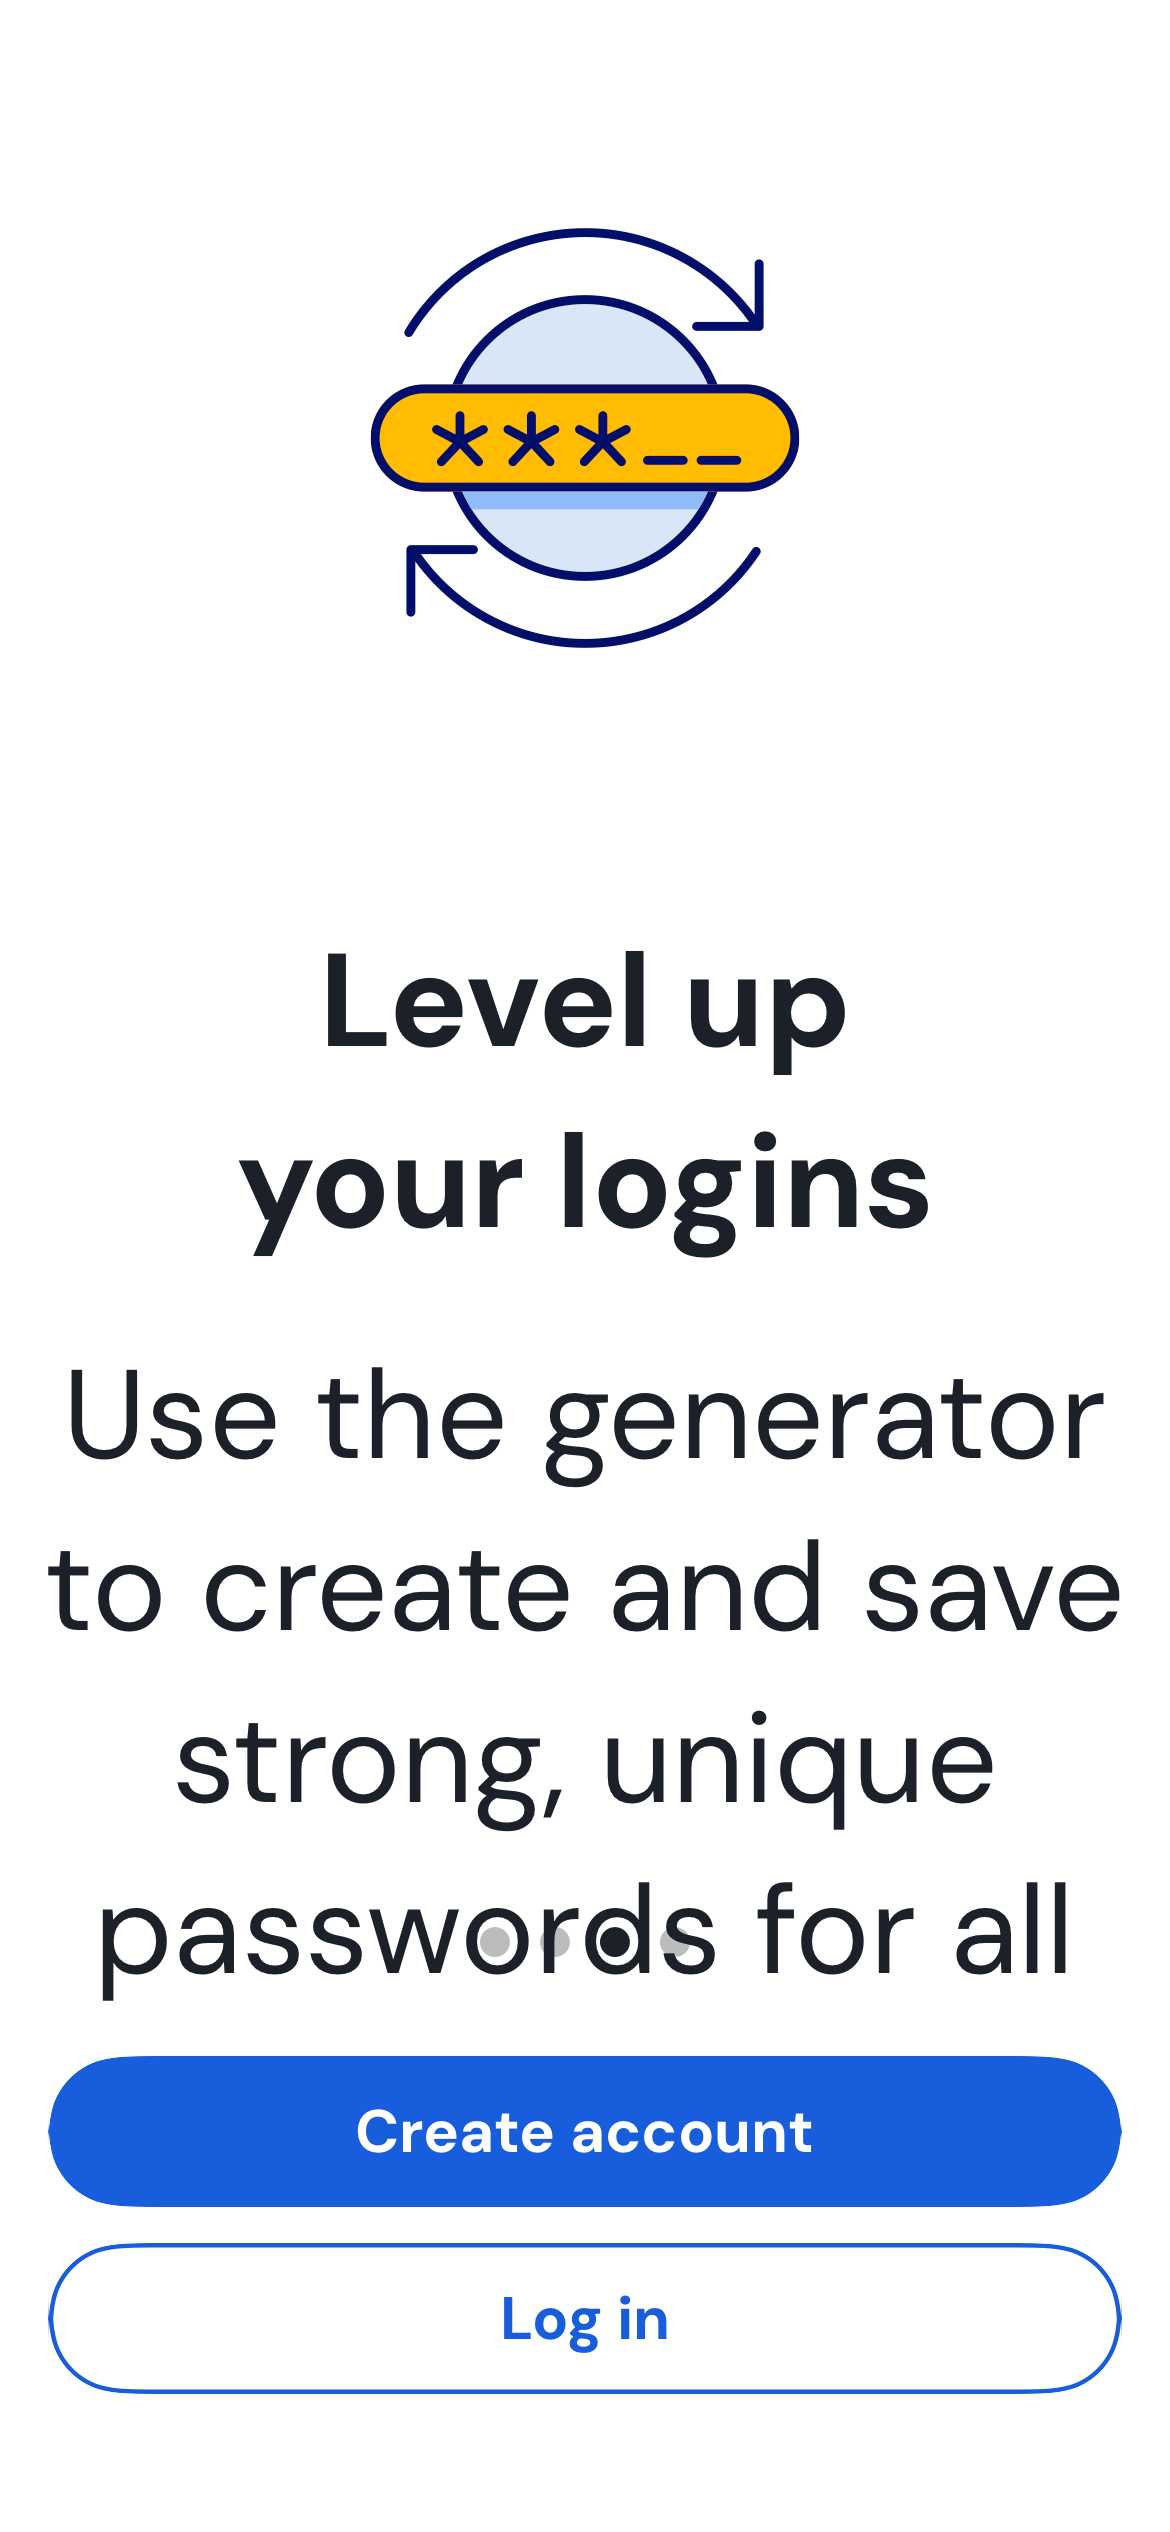 ***__
Level up
your logins
Use the generator
to create and save
strong, unique
passwords for all
Create account
Log in